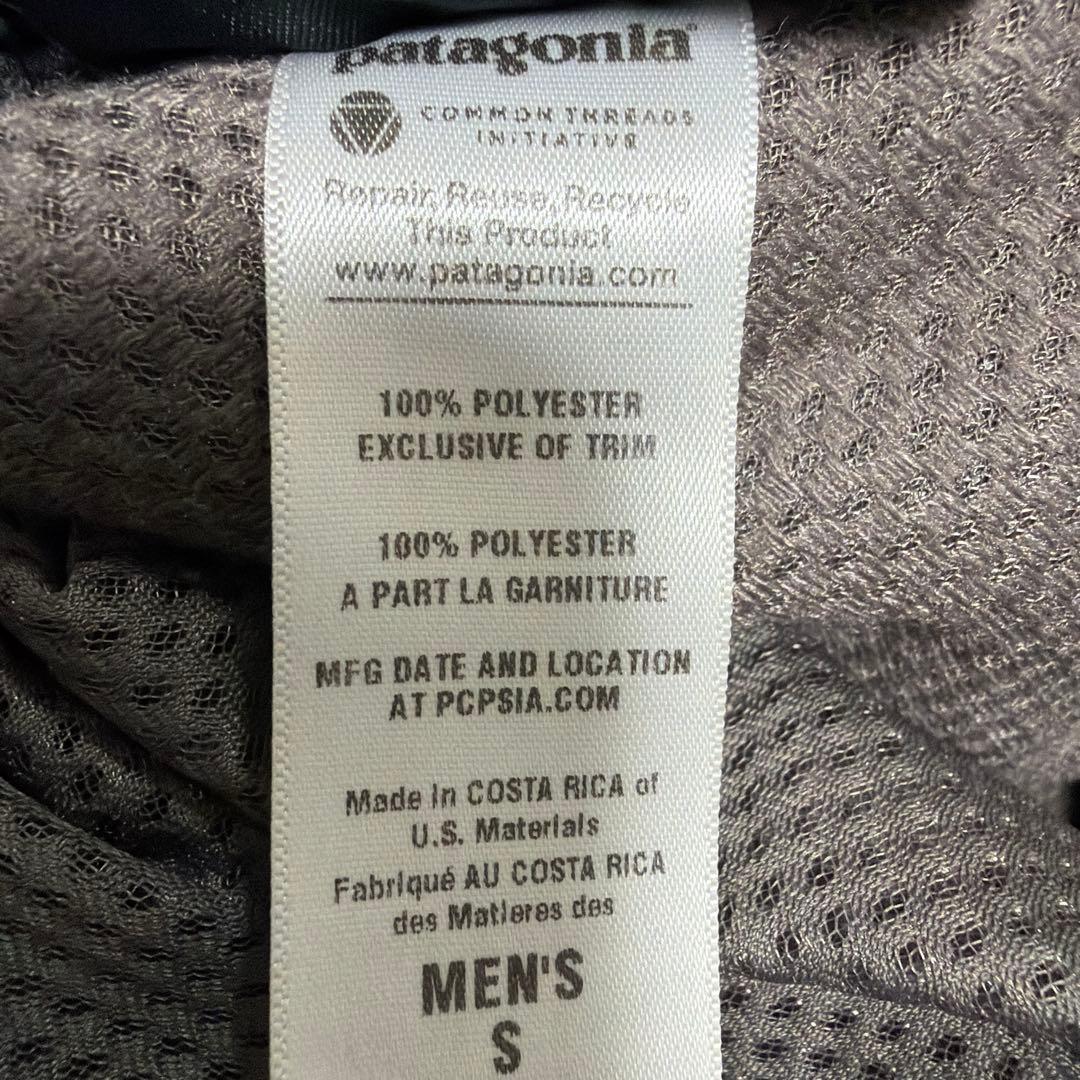 patagonia®
COMMON THREADS
INITIATIVE
Repair, Reuse, Recycle
This Product
www.patagonia.com
100% POLYESTER
EXCLUSIVE OF TRIM
100% POLYESTER
A PART LA GARNITURE
MFG DATE AND LOCATION
AT PCPSIA.COM
Made in COSTA RICA of
U.S. Materials
Fabriqué AU COSTA RICA
des Matieres des
MEN'S
S